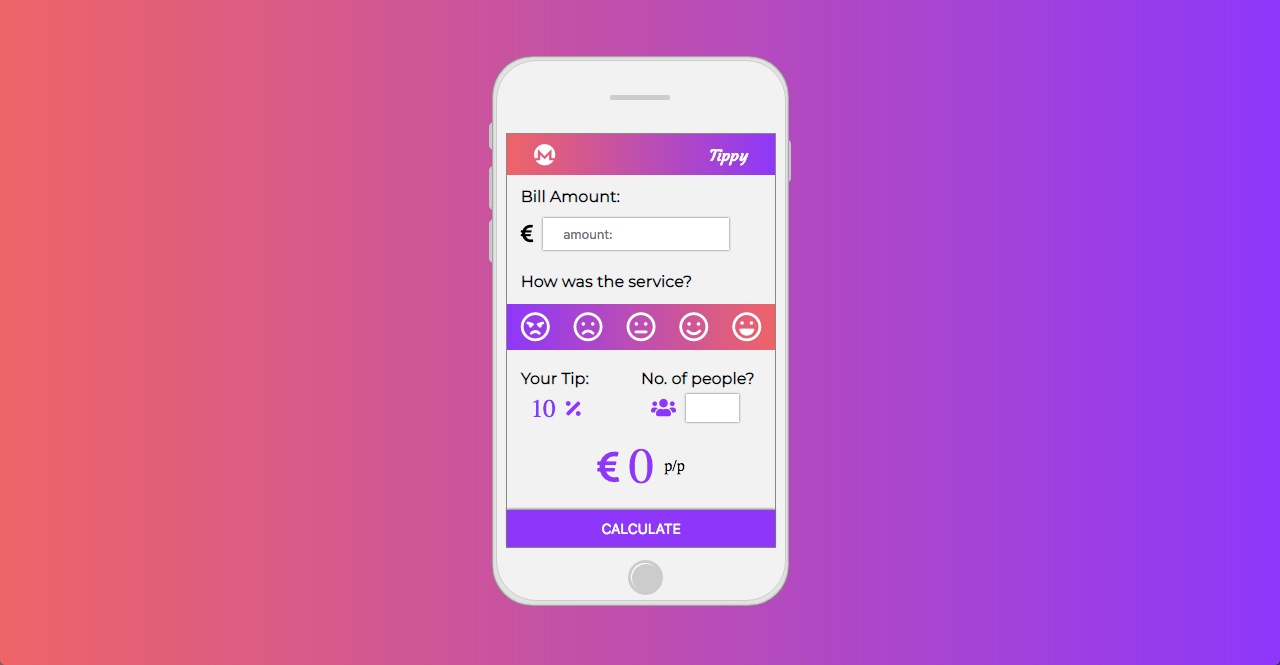 Tippy
Bill Amount:
€ amount:
How was the service?
Your Tip: No. of people?
10 %
€ 0 p/p
CALCULATE